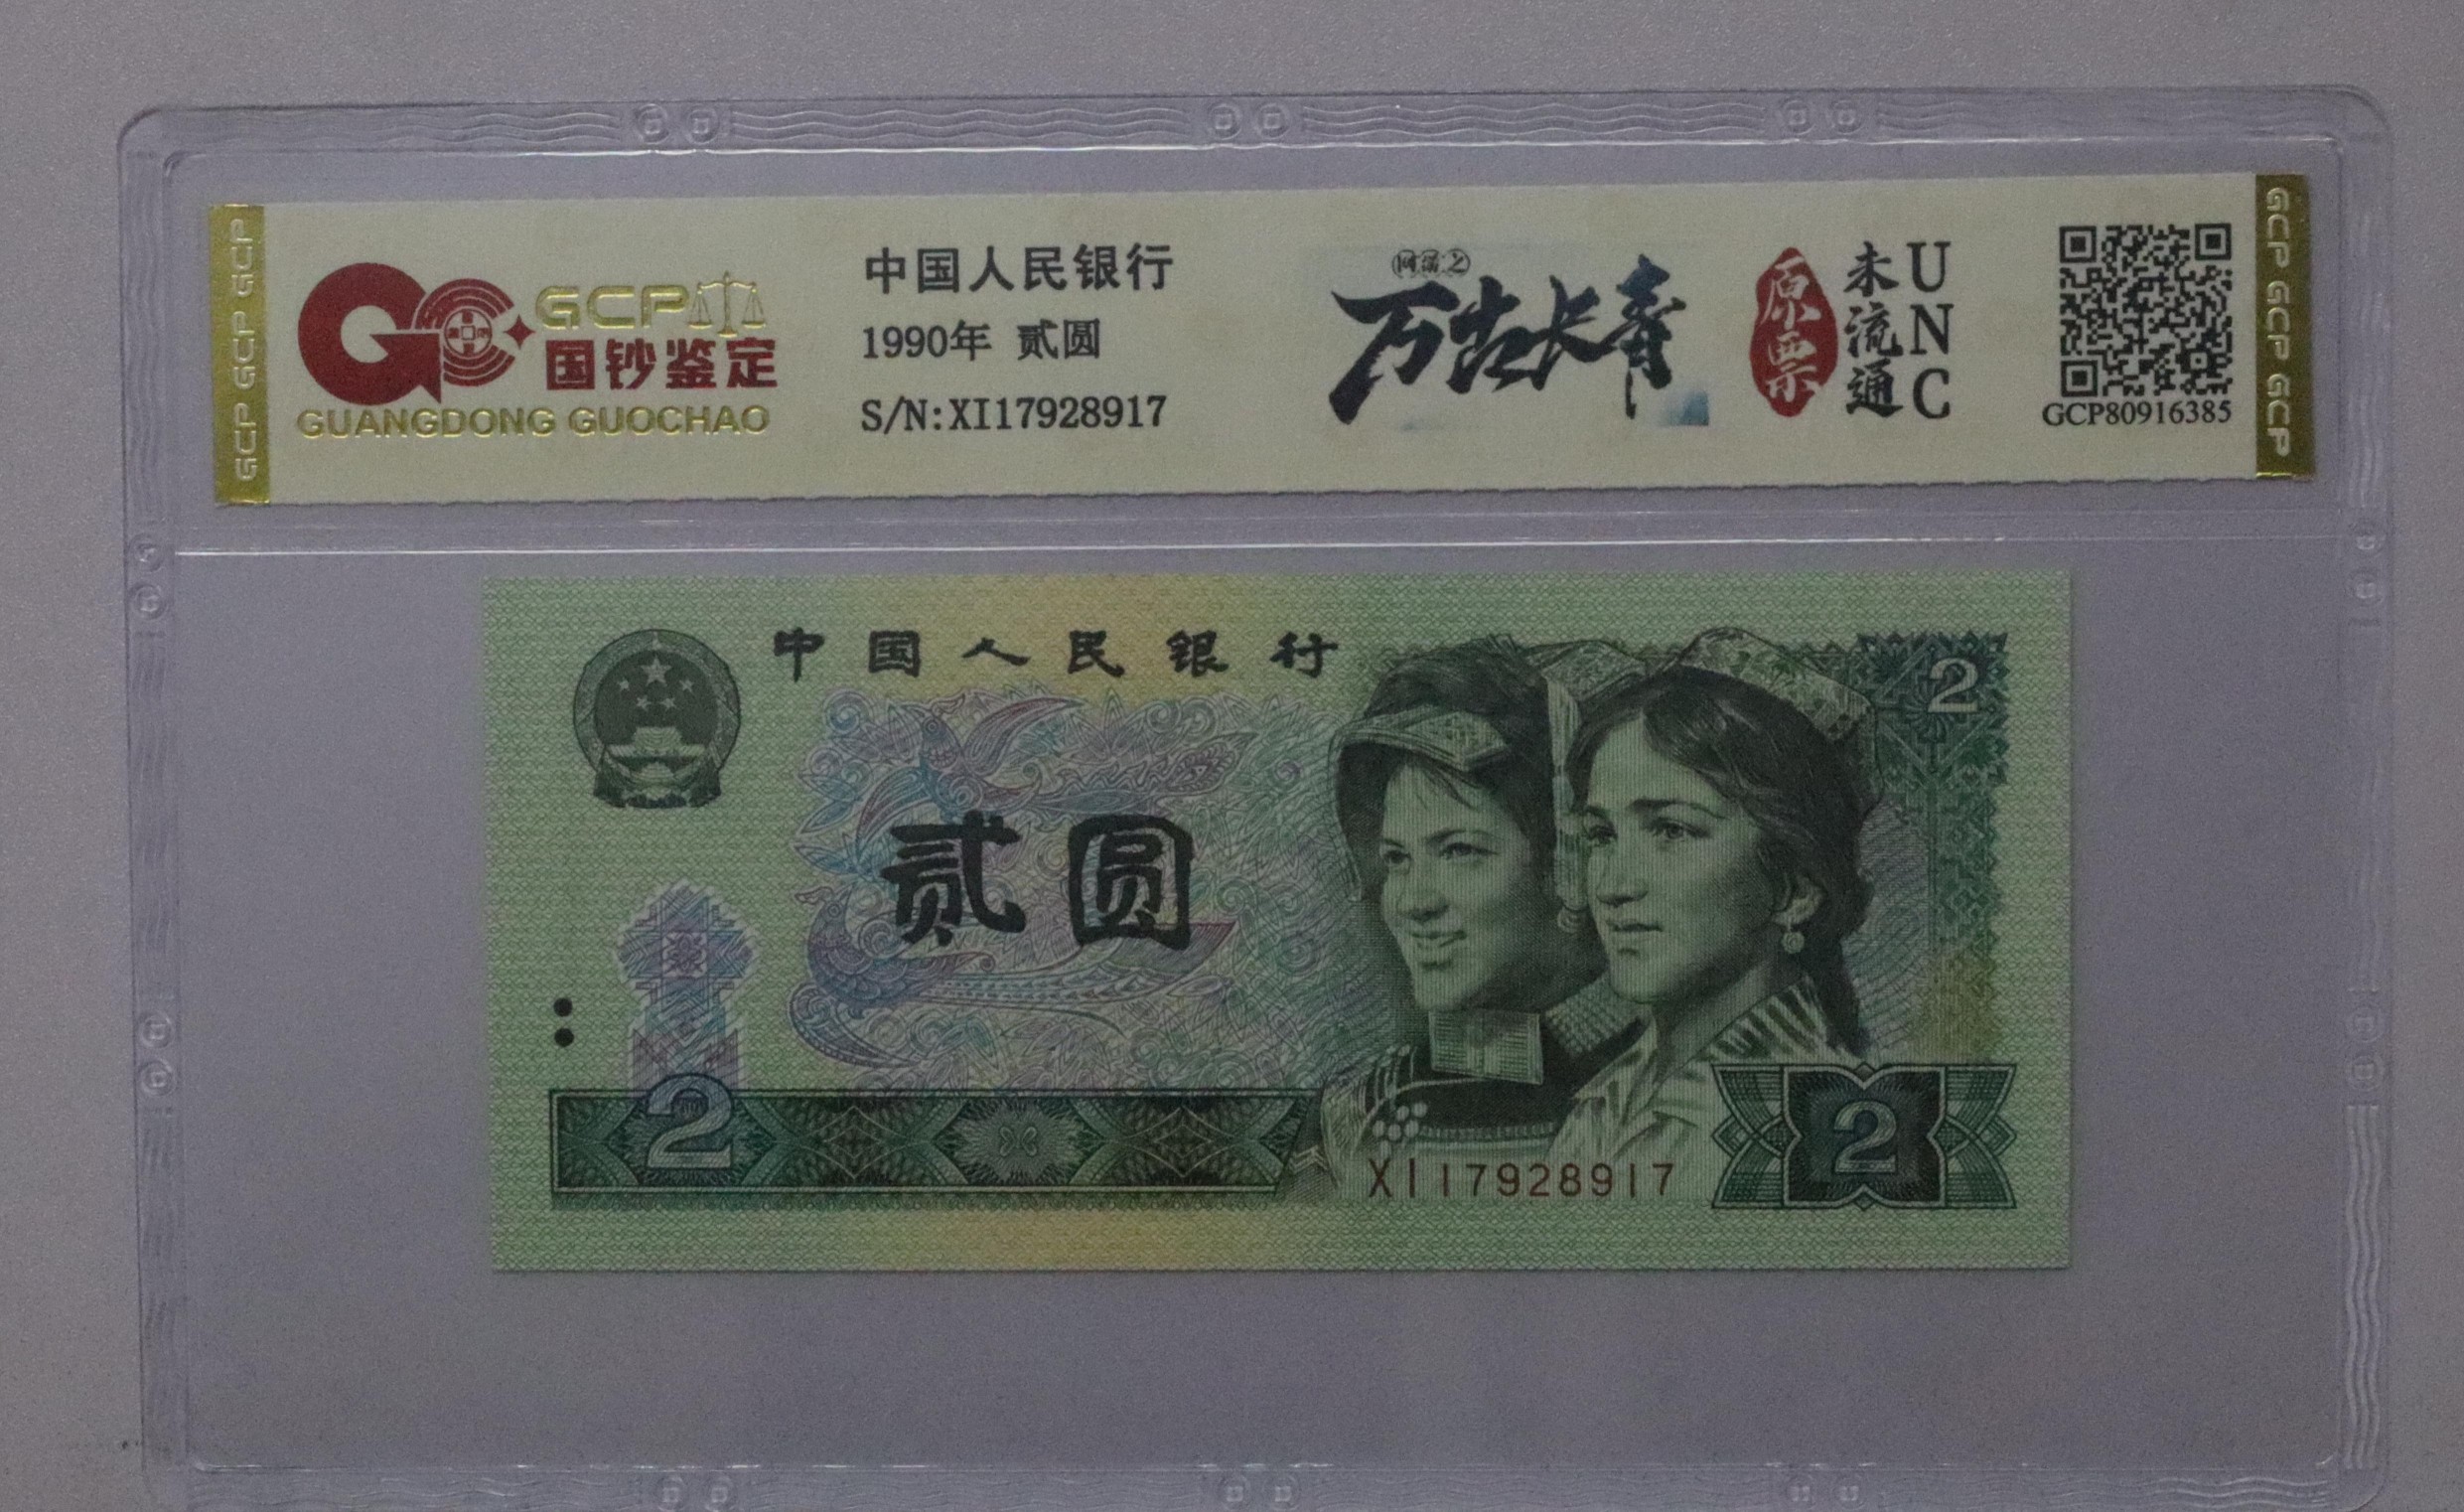 GCP GCP GCP
GCP
国钞鉴定
GUANGDONG GUOCHAO
中国人民银行
1990年 贰圆
S/N:XI17928917
万古长青
原票
未流通
UNC
GCP80916385
GCP GCP GCP
中国人民银行
2
贰圆
2
XI17928917
2